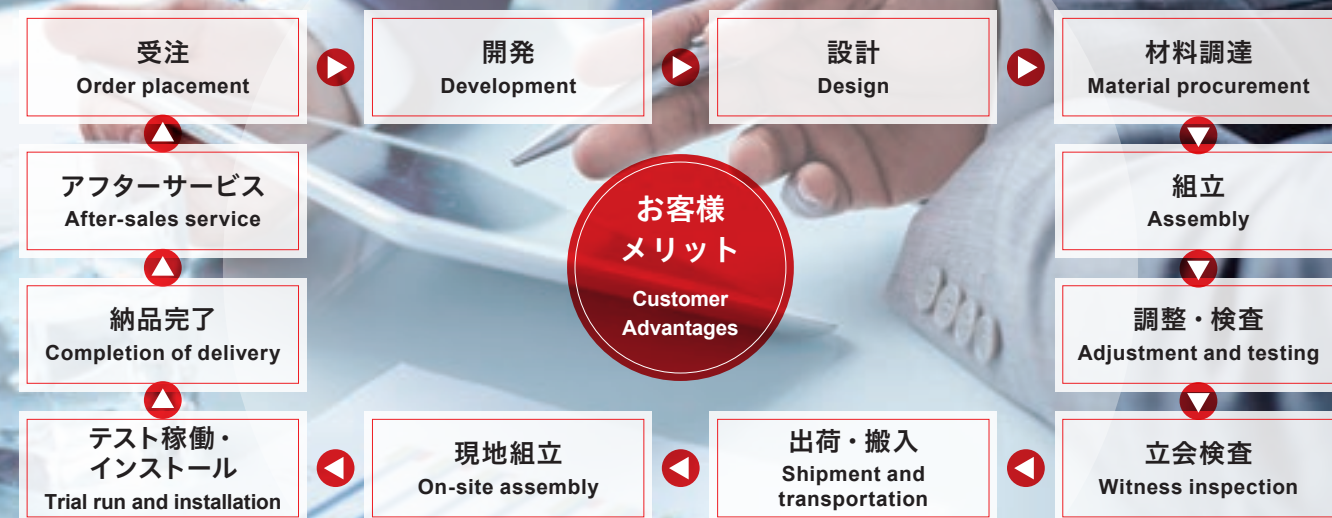 受注
Order placement
開発
Development
設計
Design
材料調達
Material procurement
組立
Assembly
調整・検査
Adjustment and testing
立会検査
Witness inspection
出荷・搬入
Shipment and
transportation
現地組立
On-site assembly
テスト稼働・
インストール
Trial run and installation
納品完了
Completion of delivery
アフターサービス
After-sales service
お客様
メリット
Customer
Advantages